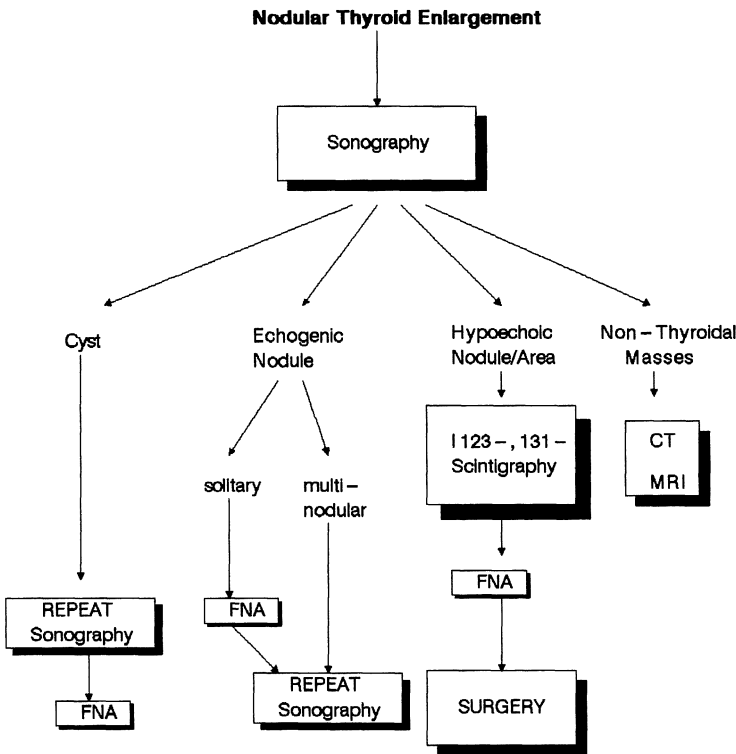 Nodular Thyroid Enlargement
Sonography
Cyst
Echogenic
Nodule
Hypoechoic
Nodule/Area
Non - Thyroidal
Masses
I 123 - , 131 -
Scintigraphy
CT
MRI
solitary
multi -
nodular
FNA
REPEAT
Sonography
FNA
FNA
REPEAT
Sonography
SURGERY